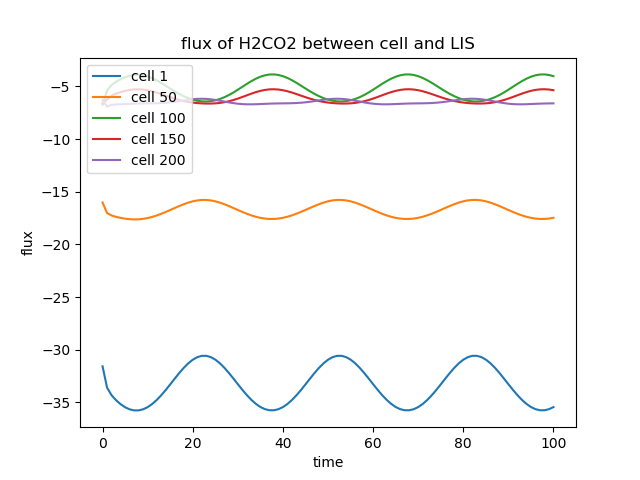 flux of H2CO2 between cell and LIS
cell 1
cell 50
cell 100
cell 150
cell 200
flux
−5
−10
−15
−20
−25
−30
−35
0
20
40
60
80
100
time